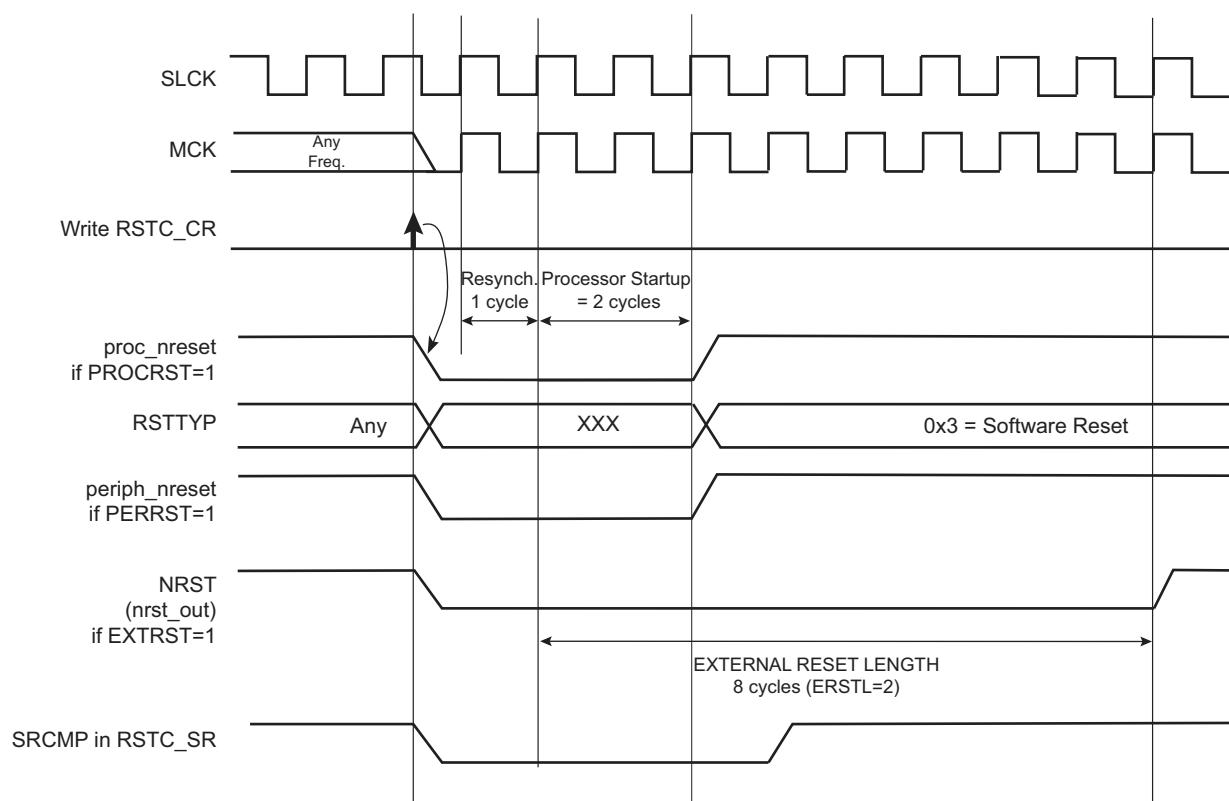 SLCK
MCK
Any
Freq.
Write RSTC_CR
Resynch.
1 cycle
Processor Startup
= 2 cycles
proc_nreset
if PROCRST=1
RSTTYP
Any
XXX
0x3 = Software Reset
periph_nreset
if PERRST=1
NRST
(nrst_out)
if EXTRST=1
EXTERNAL RESET LENGTH
8 cycles (ERSTL=2)
SRCMP in RSTC_SR